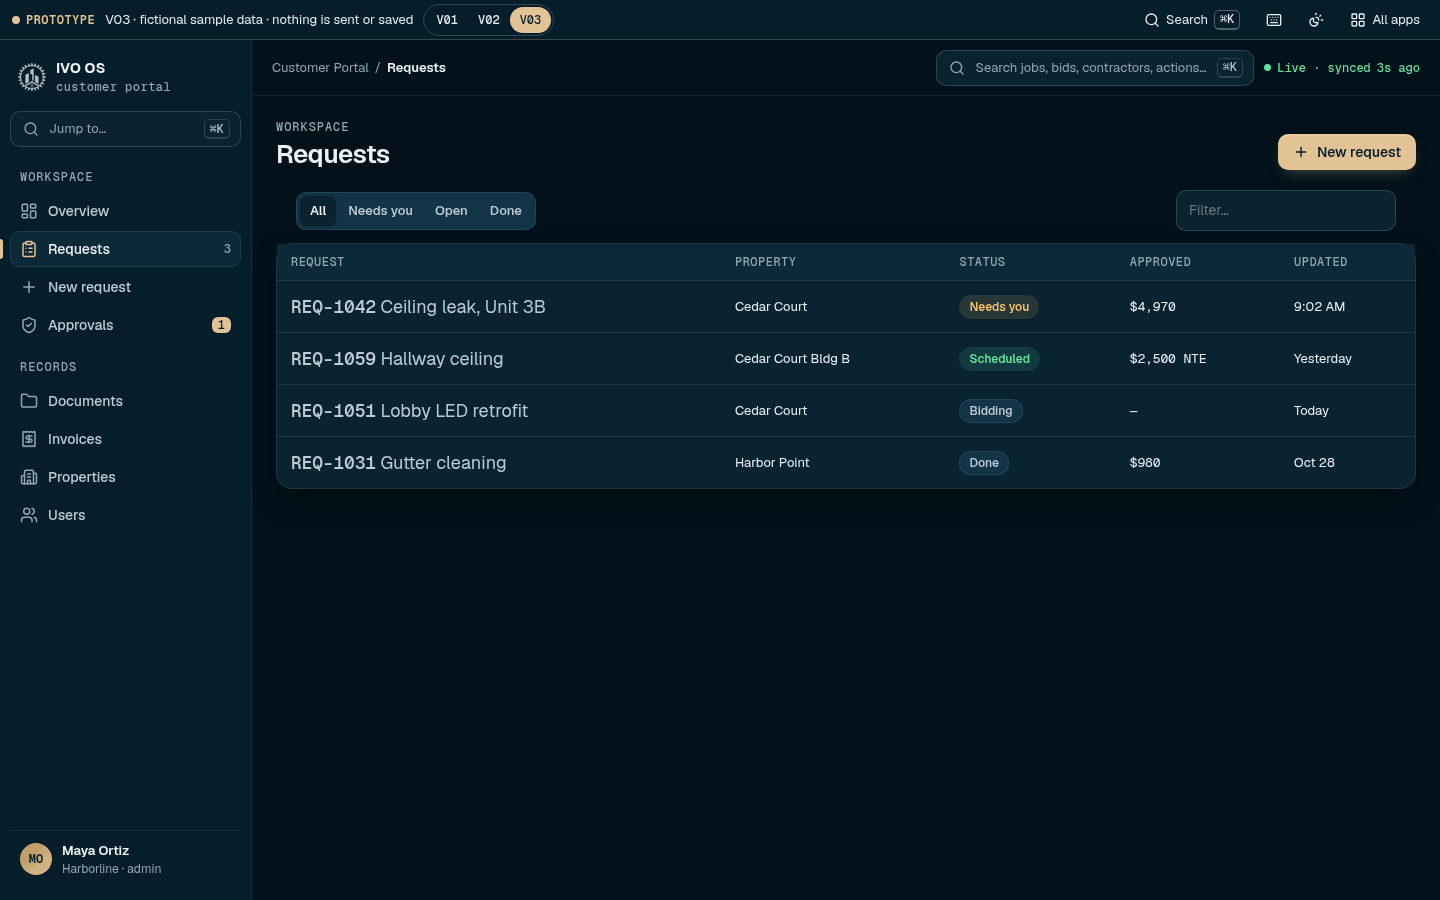 PROTOTYPE V03 · fictional sample data · nothing is sent or saved V01 V02 V03 Search ⌘K All apps
IVO OS
customer portal
Jump to… ⌘K
WORKSPACE
Overview
Requests 3
New request
Approvals 1
RECORDS
Documents
Invoices
Properties
Users
MO Maya Ortiz
Harborline · admin
Customer Portal / Requests Search jobs, bids, contractors, actions… ⌘K Live · synced 3s ago
WORKSPACE
Requests
New request
All Needs you Open Done Filter…
REQUEST PROPERTY STATUS APPROVED UPDATED
REQ-1042 Ceiling leak, Unit 3B Cedar Court Needs you $4,970 9:02 AM
REQ-1059 Hallway ceiling Cedar Court Bldg B Scheduled $2,500 NTE Yesterday
REQ-1051 Lobby LED retrofit Cedar Court Bidding — Today
REQ-1031 Gutter cleaning Harbor Point Done $980 Oct 28